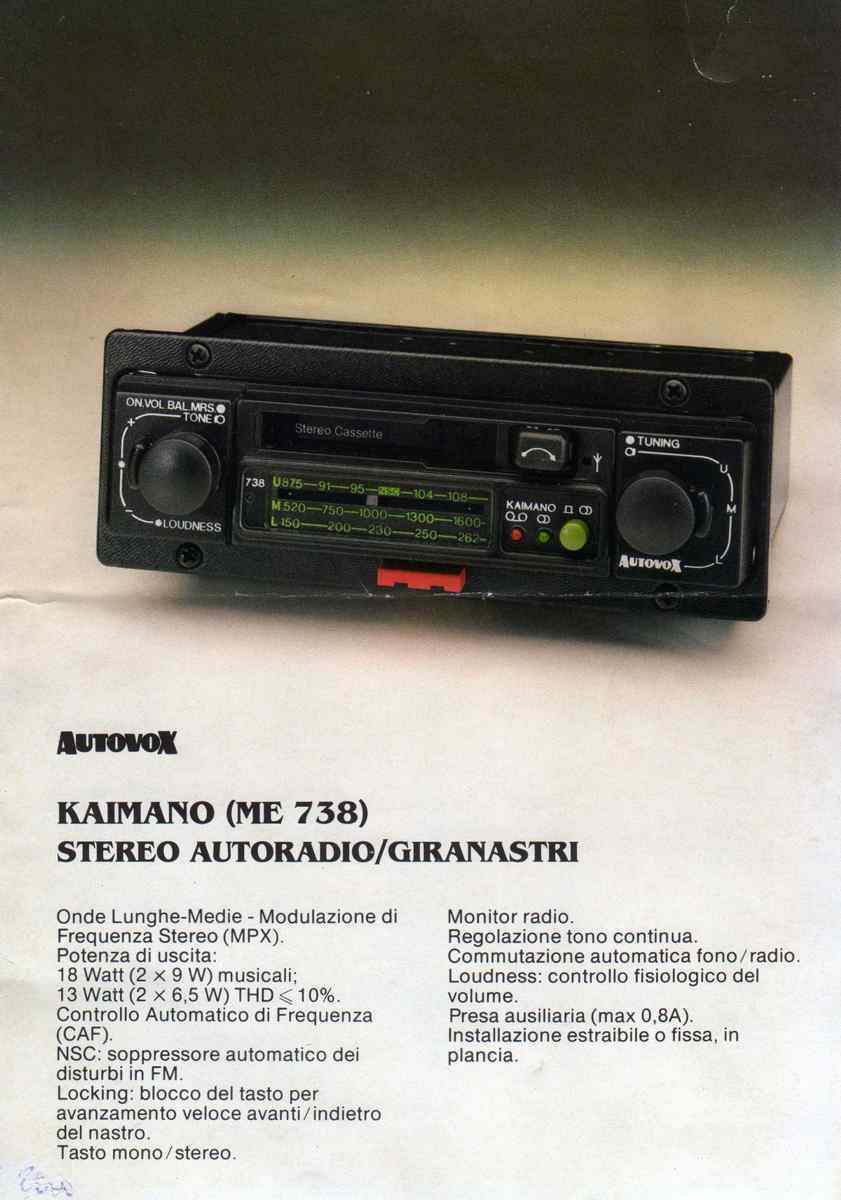 ON.VOL BAL.MRS.
TONE
+
−
LOUDNESS
Stereo Cassette
738
U 87.5—91—95—NSC—104—108
M 520—750—1000—1300—1600
L 150—200—230—250—262
KAIMANO
TUNING
U
M
L
AUTOVOX
AUTOVOX
KAIMANO (ME 738)
STEREO AUTORADIO/GIRANASTRI
Onde Lunghe-Medie - Modulazione di
Frequenza Stereo (MPX).
Potenza di uscita:
18 Watt (2 × 9 W) musicali;
13 Watt (2 × 6,5 W) THD ⩽ 10%.
Controllo Automatico di Frequenza
(CAF).
NSC: soppressore automatico dei
disturbi in FM.
Locking: blocco del tasto per
avanzamento veloce avanti/indietro
del nastro.
Tasto mono/stereo.
Monitor radio.
Regolazione tono continua.
Commutazione automatica fono/radio.
Loudness: controllo fisiologico del
volume.
Presa ausiliaria (max 0,8A).
Installazione estraibile o fissa, in
plancia.